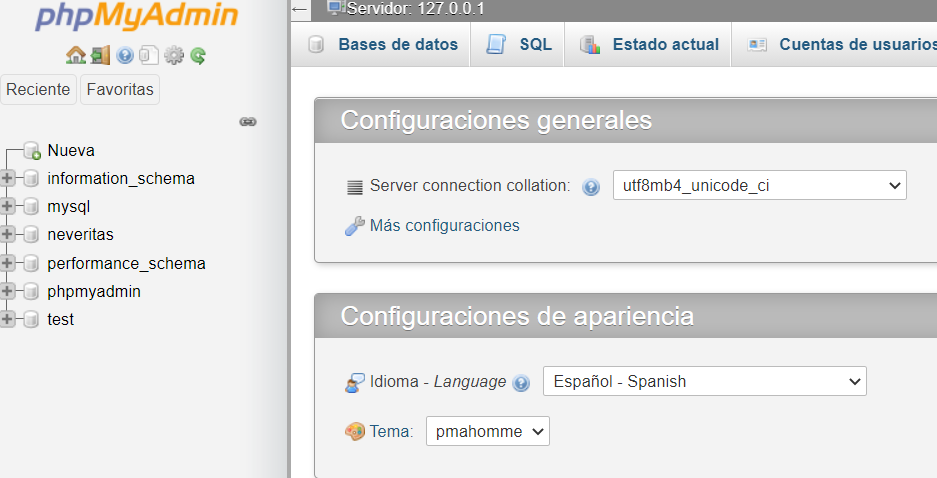 phpMyAdmin
Reciente
Favoritas
Nueva
information_schema
mysql
neveritas
performance_schema
phpmyadmin
test
Servidor: 127.0.0.1
Bases de datos
SQL
Estado actual
Cuentas de usuarios
Configuraciones generales
Server connection collation:
utf8mb4_unicode_ci
Más configuraciones
Configuraciones de apariencia
Idioma - Language
Español - Spanish
Tema:
pmahomme